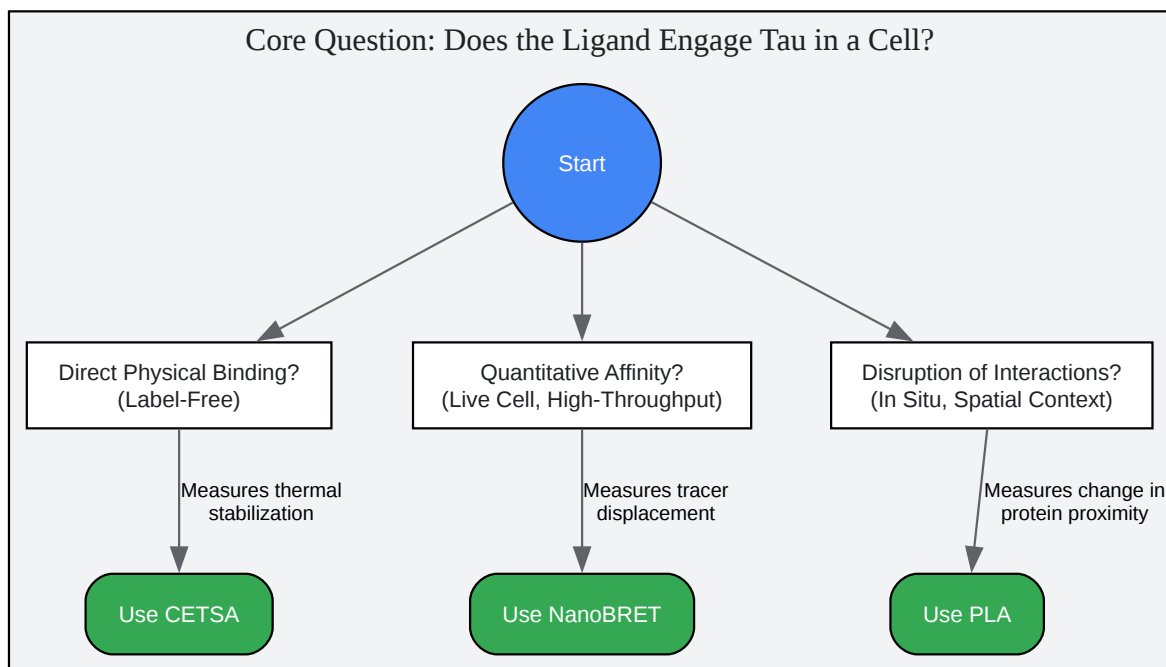 Core Question: Does the Ligand Engage Tau in a Cell?
Start
Direct Physical Binding?
(Label-Free)
Quantitative Affinity?
(Live Cell, High-Throughput)
Disruption of Interactions?
(In Situ, Spatial Context)
Measures thermal
stabilization
Measures tracer
displacement
Measures change in
protein proximity
Use CETSA
Use NanoBRET
Use PLA